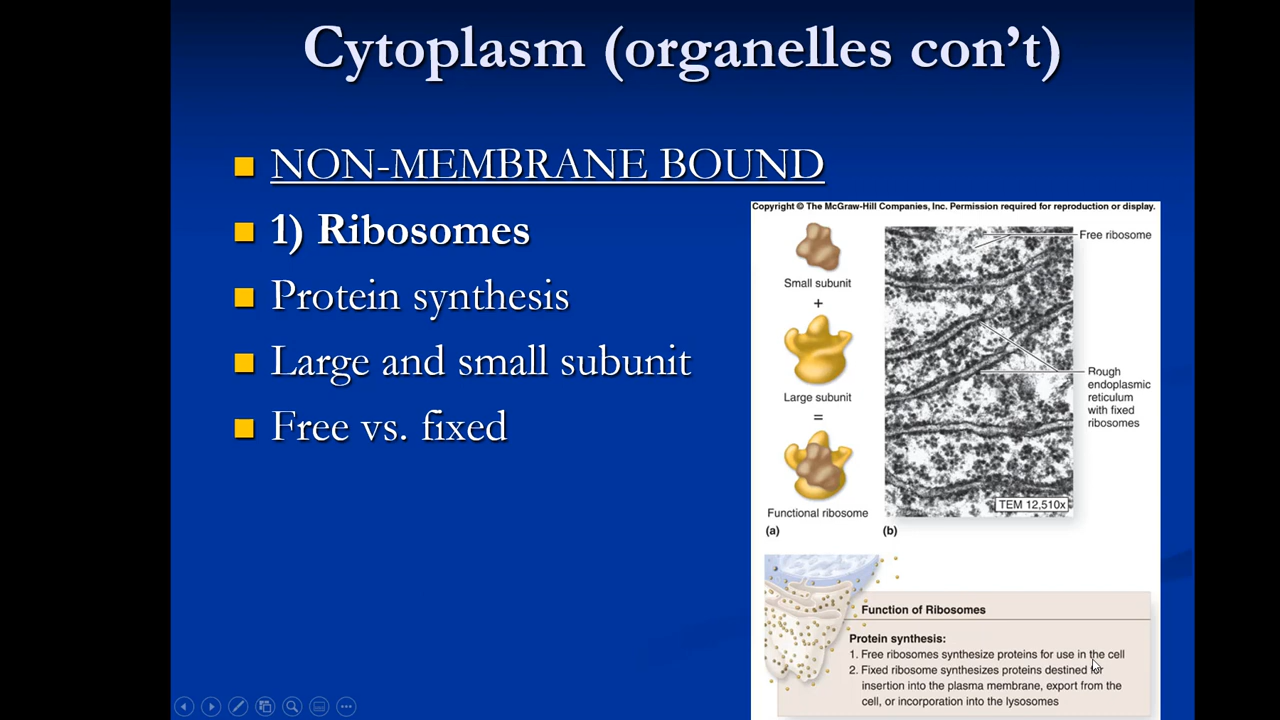 Cytoplasm (organelles con’t)
NON-MEMBRANE BOUND
1) Ribosomes
Protein synthesis
Large and small subunit
Free vs. fixed
Copyright © The McGraw-Hill Companies, Inc. Permission required for reproduction or display.
Small subunit
+
Large subunit
=
Functional ribosome
(a)
Free ribosome
Rough
endoplasmic
reticulum
with fixed
ribosomes
TEM 12,510x
(b)
Function of Ribosomes
Protein synthesis:
1. Free ribosomes synthesize proteins for use in the cell
2. Fixed ribosome synthesizes proteins destined for
insertion into the plasma membrane, export from the
cell, or incorporation into the lysosomes